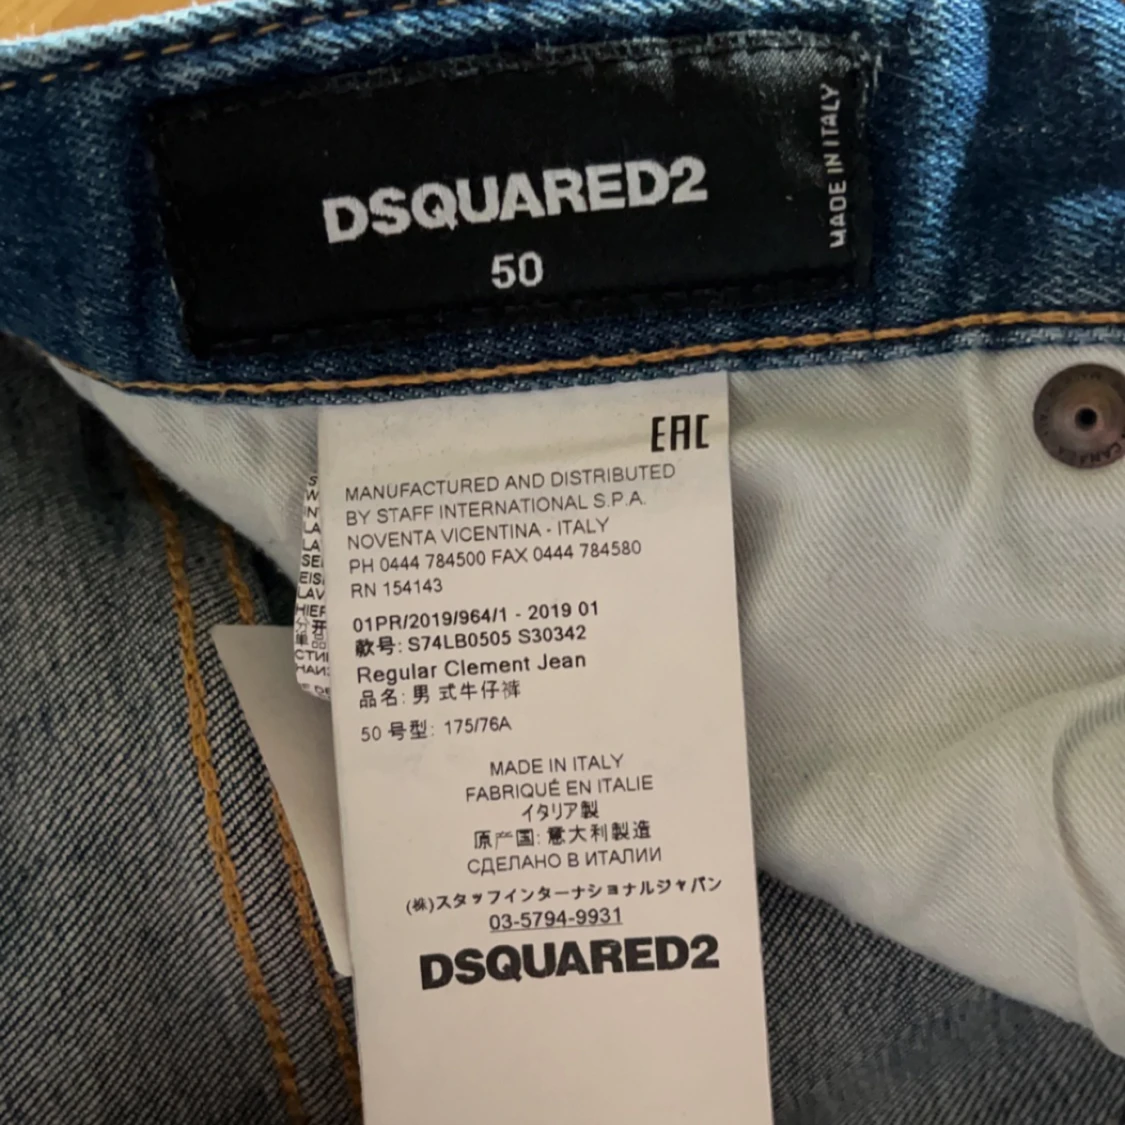 DSQUARED2
50
MADE IN ITALY
EAC
MANUFACTURED AND DISTRIBUTED
BY STAFF INTERNATIONAL S.P.A.
NOVENTA VICENTINA - ITALY
PH 0444 784500 FAX 0444 784580
RN 154143
01PR/2019/964/1 - 2019 01
款号: S74LB0505 S30342
Regular Clement Jean
品名: 男 式牛仔裤
50 号型: 175/76A
MADE IN ITALY
FABRIQUÉ EN ITALIE
イタリア製
原产国: 意大利製造
СДЕЛАНО В ИТАЛИИ
(株)スタッフインターナショナルジャパン
03-5794-9931
DSQUARED2